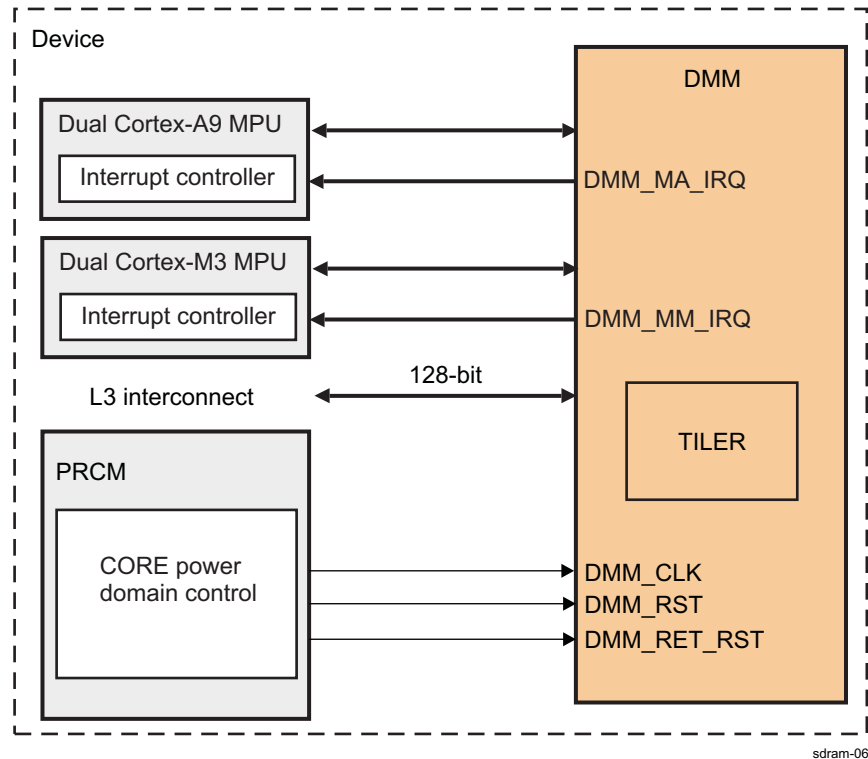 Device
DMM
Dual Cortex-A9 MPU
Interrupt controller
DMM_MA_IRQ
Dual Cortex-M3 MPU
Interrupt controller
DMM_MM_IRQ
128-bit
L3 interconnect
TILER
PRCM
CORE power
domain control
DMM_CLK
DMM_RST
DMM_RET_RST
sdram-06